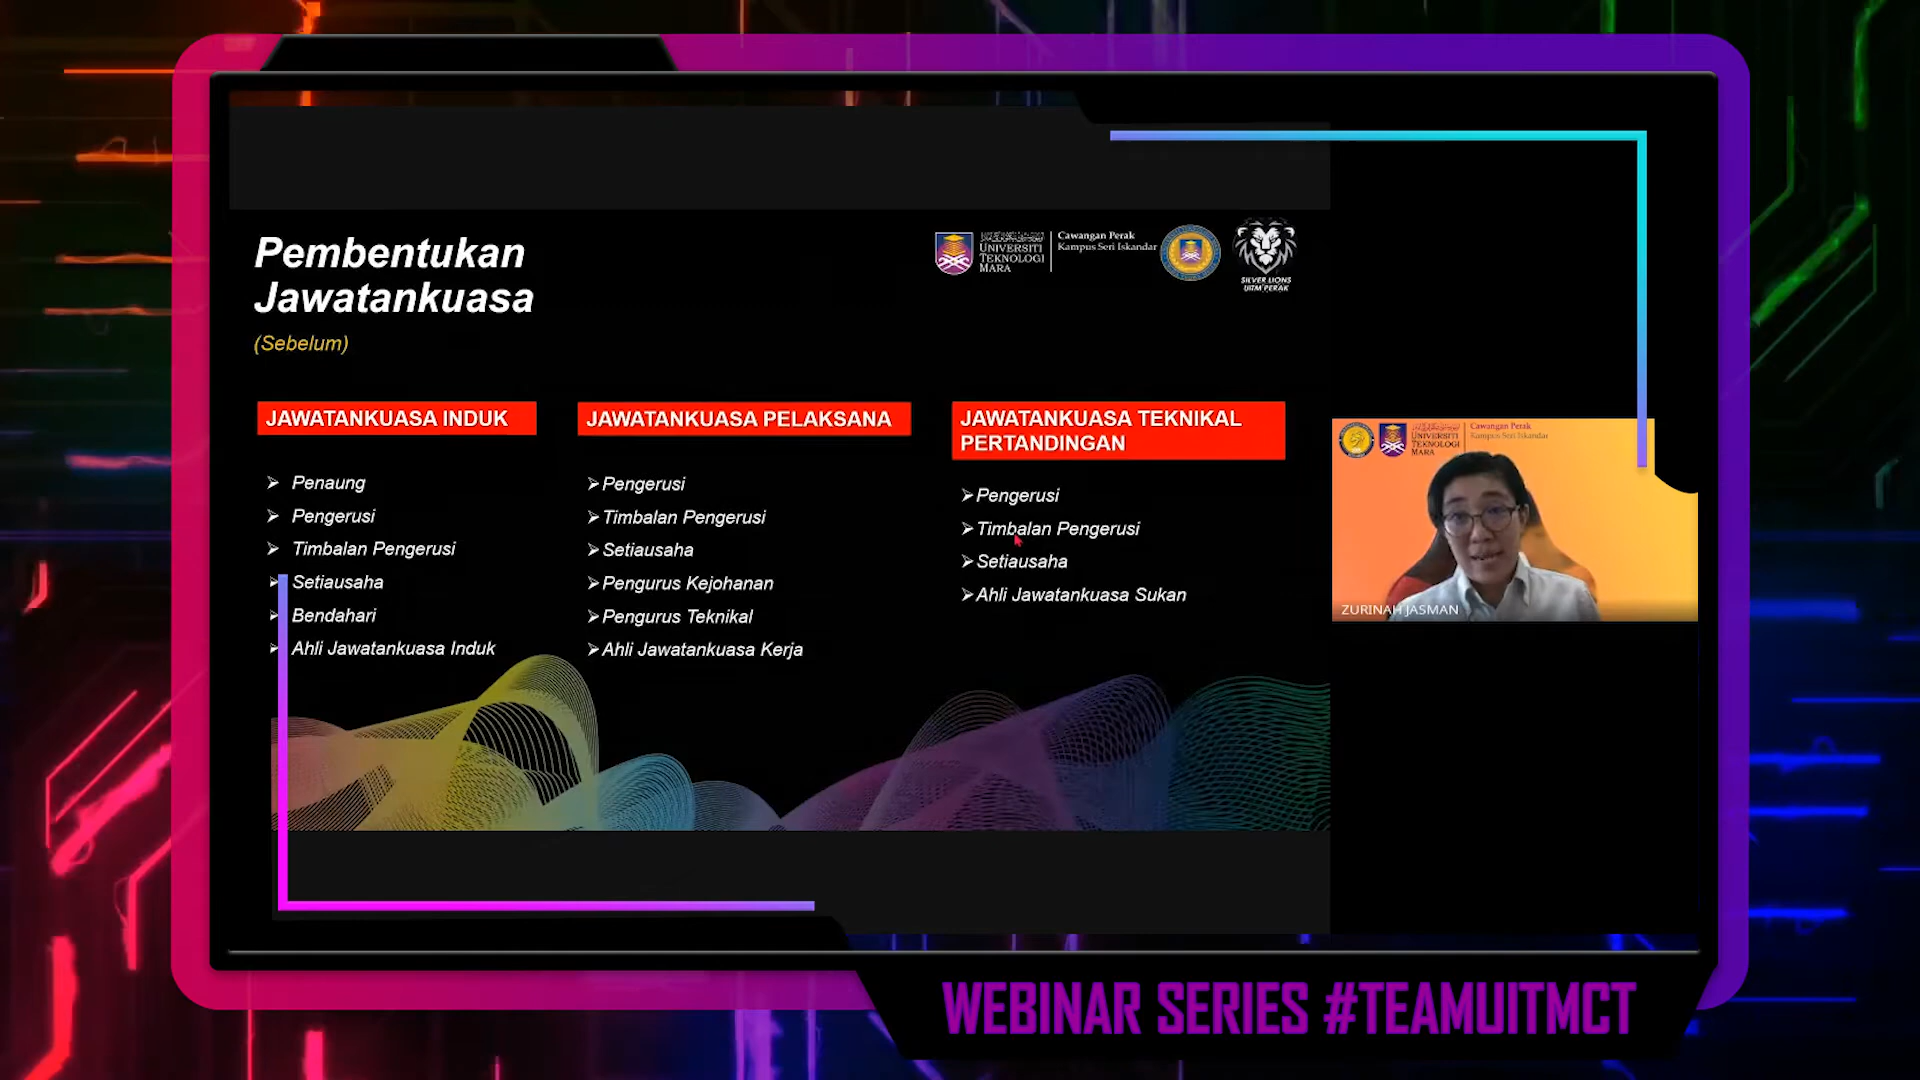 Pembentukan
Jawatankuasa
(Sebelum)
UNIVERSITI
TEKNOLOGI
MARA
Cawangan Perak
Kampus Seri Iskandar
SILVER LIONS
UiTM PERAK
JAWATANKUASA INDUK
➢ Penaung
➢ Pengerusi
➢ Timbalan Pengerusi
➢ Setiausaha
➢ Bendahari
➢ Ahli Jawatankuasa Induk
JAWATANKUASA PELAKSANA
➢Pengerusi
➢Timbalan Pengerusi
➢Setiausaha
➢Pengurus Kejohanan
➢Pengurus Teknikal
➢Ahli Jawatankuasa Kerja
JAWATANKUASA TEKNIKAL
PERTANDINGAN
➢Pengerusi
➢Timbalan Pengerusi
➢Setiausaha
➢Ahli Jawatankuasa Sukan
UNIVERSITI
TEKNOLOGI
MARA
Cawangan Perak
Kampus Seri Iskandar
ZURINAH JASMAN
WEBINAR SERIES #TEAMUITMCT